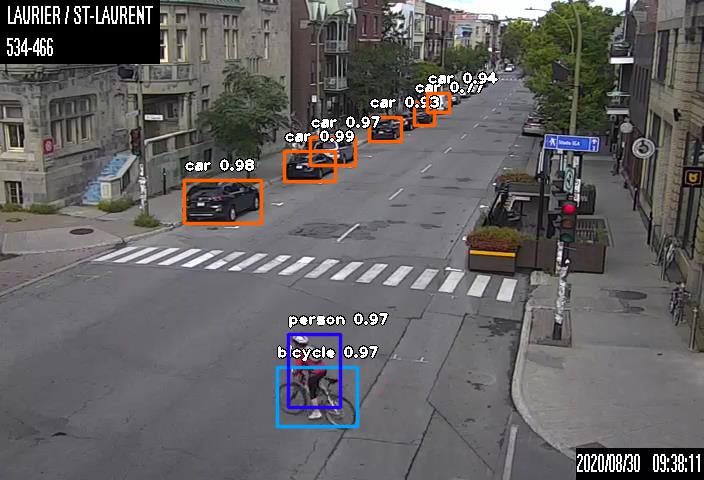 LAURIER / ST-LAURENT
534-466
car 0.94
car 0.77
car 0.93
car 0.97
car 0.99
car 0.98
person 0.97
bicycle 0.97
2020/08/30 09:38:11